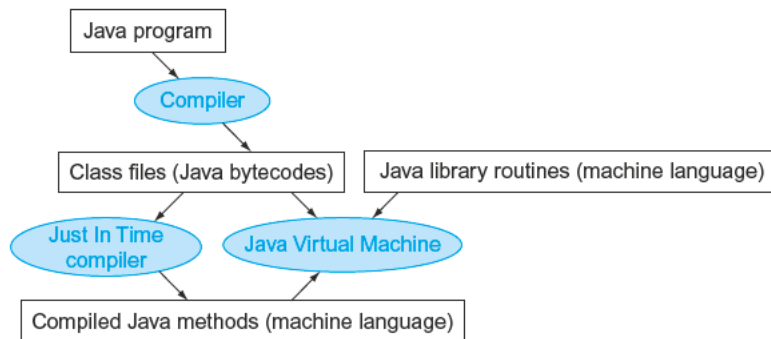 Java program
Compiler
Class files (Java bytecodes)
Java library routines (machine language)
Just In Time
compiler
Java Virtual Machine
Compiled Java methods (machine language)